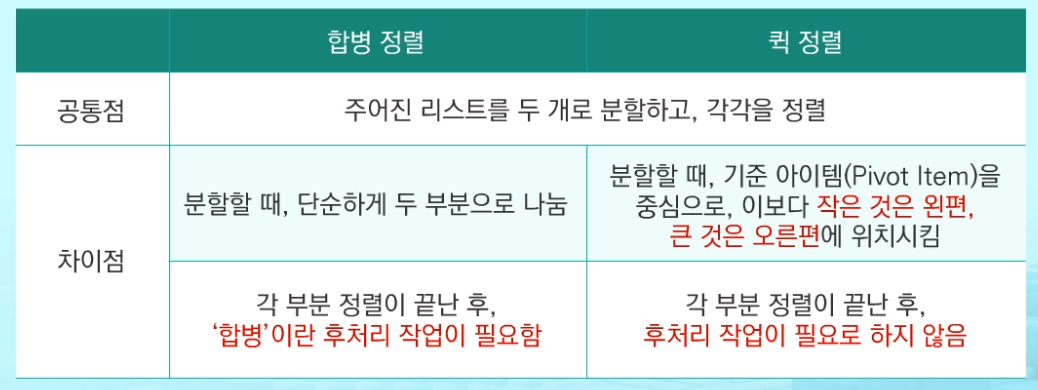 합병 정렬
퀵 정렬
공통점
주어진 리스트를 두 개로 분할하고, 각각을 정렬
차이점
분할할 때, 단순하게 두 부분으로 나눔
분할할 때, 기준 아이템(Pivot Item)을
중심으로, 이보다 작은 것은 왼편,
큰 것은 오른편에 위치시킴
각 부분 정렬이 끝난 후,
‘합병’이란 후처리 작업이 필요함
각 부분 정렬이 끝난 후,
후처리 작업이 필요로 하지 않음